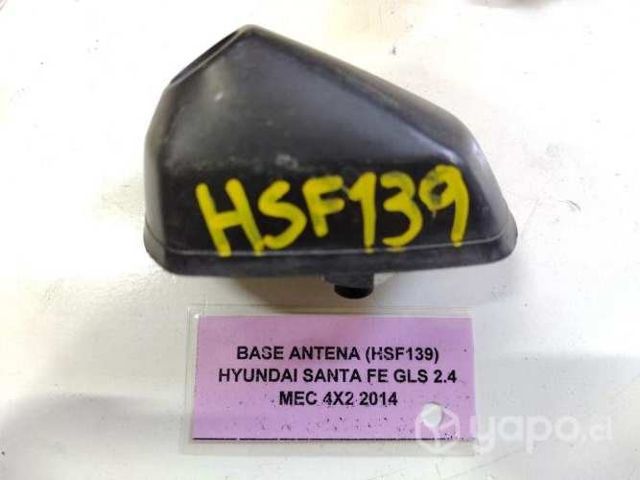 HSF139
BASE ANTENA (HSF139)
HYUNDAI SANTA FE GLS 2.4
MEC 4X2 2014
yapo.cl